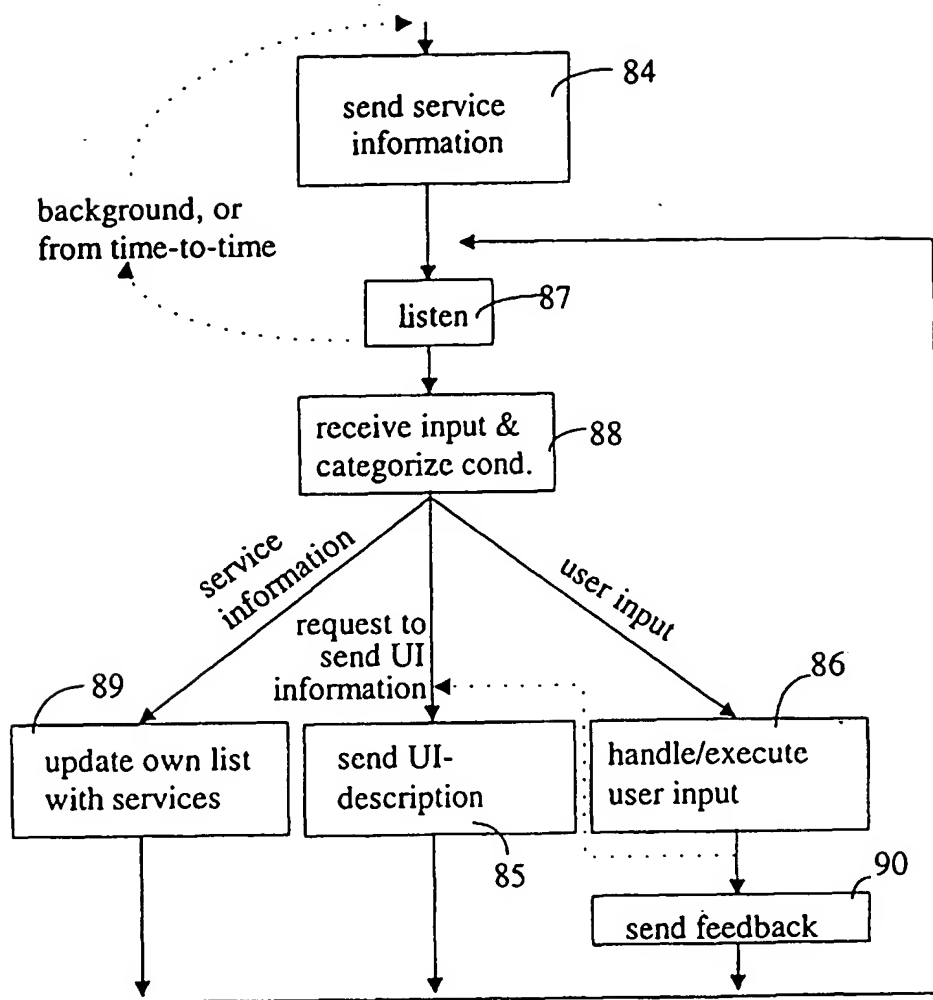 84
send service
information
background, or
from time-to-time
87
listen
receive input &
categorize cond.
88
service
information
request to
send UI
information
user input
89
update own list
with services
send UI-
description
85
86
handle/execute
user input
90
send feedback